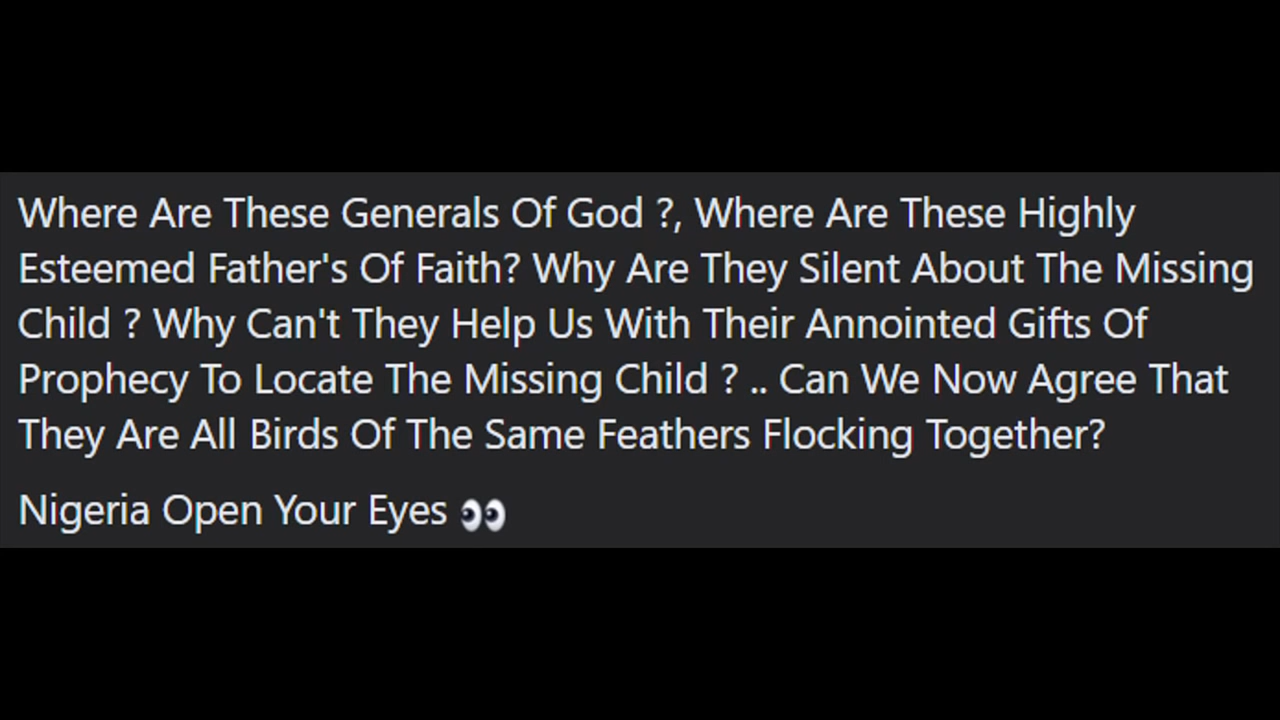 Where Are These Generals Of God ?, Where Are These Highly
Esteemed Father's Of Faith? Why Are They Silent About The Missing
Child ? Why Can't They Help Us With Their Annointed Gifts Of
Prophecy To Locate The Missing Child ? .. Can We Now Agree That
They Are All Birds Of The Same Feathers Flocking Together?
Nigeria Open Your Eyes 👀